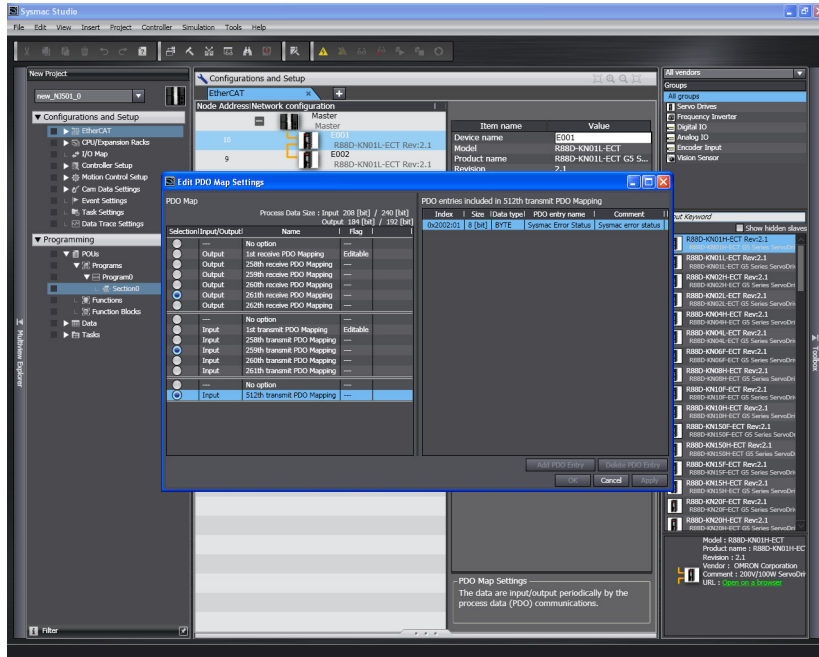 Sysmac Studio
File Edit View Insert Project Controller Simulation Tools Help
New Project
new_NJ501_0
Configurations and Setup
EtherCAT
CPU/Expansion Racks
I/O Map
Controller Setup
Motion Control Setup
Cam Data Settings
Event Settings
Task Settings
Data Trace Settings
Programming
POUs
Programs
Program0
Section0
Functions
Function Blocks
Data
Tasks
Filter
Multiview Explorer
Configurations and Setup
EtherCAT
Node Address Network configuration
Master
Master
10 E001
R88D-KN01L-ECT Rev:2.1
9 E002
R88D-KN01L-ECT Rev:2.1
Item name Value
Device name E001
Model R88D-KN01L-ECT
Product name R88D-KN01L-ECT G5 S...
Revision 2.1
Edit PDO Map Settings
PDO Map
Process Data Size : Input 208 [bit] / 240 [bit]
Output 184 [bit] / 192 [bit]
Selection Input/Output Name Flag
--- No option
Output 1st receive PDO Mapping Editable
Output 258th receive PDO Mapping ---
Output 259th receive PDO Mapping ---
Output 260th receive PDO Mapping ---
Output 261th receive PDO Mapping ---
Output 262th receive PDO Mapping ---
--- No option
Input 1st transmit PDO Mapping Editable
Input 258th transmit PDO Mapping ---
Input 259th transmit PDO Mapping ---
Input 260th transmit PDO Mapping ---
Input 261th transmit PDO Mapping ---
--- No option
Input 512th transmit PDO Mapping ---
PDO entries included in 512th transmit PDO Mapping
Index Size Data type PDO entry name Comment
0x2002:01 8 [bit] BYTE Sysmac Error Status Sysmac error status
Add PDO Entry Delete PDO Entry
OK Cancel Apply
PDO Map Settings
The data are input/output periodically by the
process data (PDO) communications.
All vendors
Groups
All groups
Servo Drives
Frequency Inverter
Digital IO
Analog IO
Encoder Input
Vision Sensor
Keyword
Show hidden slaves
R88D-KN01H-ECT Rev:2.1
R88D-KN01L-ECT Rev:2.1
R88D-KN01L-ECT G5 Series ServoDri
R88D-KN02H-ECT Rev:2.1
R88D-KN02H-ECT G5 Series ServoDri
R88D-KN02L-ECT Rev:2.1
R88D-KN02L-ECT G5 Series ServoDri
R88D-KN04H-ECT Rev:2.1
R88D-KN04H-ECT G5 Series ServoDri
R88D-KN04L-ECT Rev:2.1
R88D-KN04L-ECT G5 Series ServoDri
R88D-KN06F-ECT Rev:2.1
R88D-KN06F-ECT G5 Series ServoDri
R88D-KN08H-ECT Rev:2.1
R88D-KN08H-ECT G5 Series ServoDri
R88D-KN10F-ECT Rev:2.1
R88D-KN10F-ECT G5 Series ServoDri
R88D-KN10H-ECT Rev:2.1
R88D-KN10H-ECT G5 Series ServoDri
R88D-KN150F-ECT Rev:2.1
R88D-KN150F-ECT G5 Series ServoDr
R88D-KN150H-ECT Rev:2.1
R88D-KN150H-ECT G5 Series ServoDr
R88D-KN15F-ECT Rev:2.1
R88D-KN15F-ECT G5 Series ServoDri
R88D-KN15H-ECT Rev:2.1
R88D-KN15H-ECT G5 Series ServoDri
R88D-KN20F-ECT Rev:2.1
R88D-KN20F-ECT G5 Series ServoDri
R88D-KN20H-ECT Rev:2.1
R88D-KN20H-ECT G5 Series ServoDri
Model : R88D-KN01H-ECT
Product name : R88D-KN01H-EC
Revision : 2.1
Vendor : OMRON Corporation
Comment : 200V/100W ServoDri
URL : Open on a browser
Toolbox